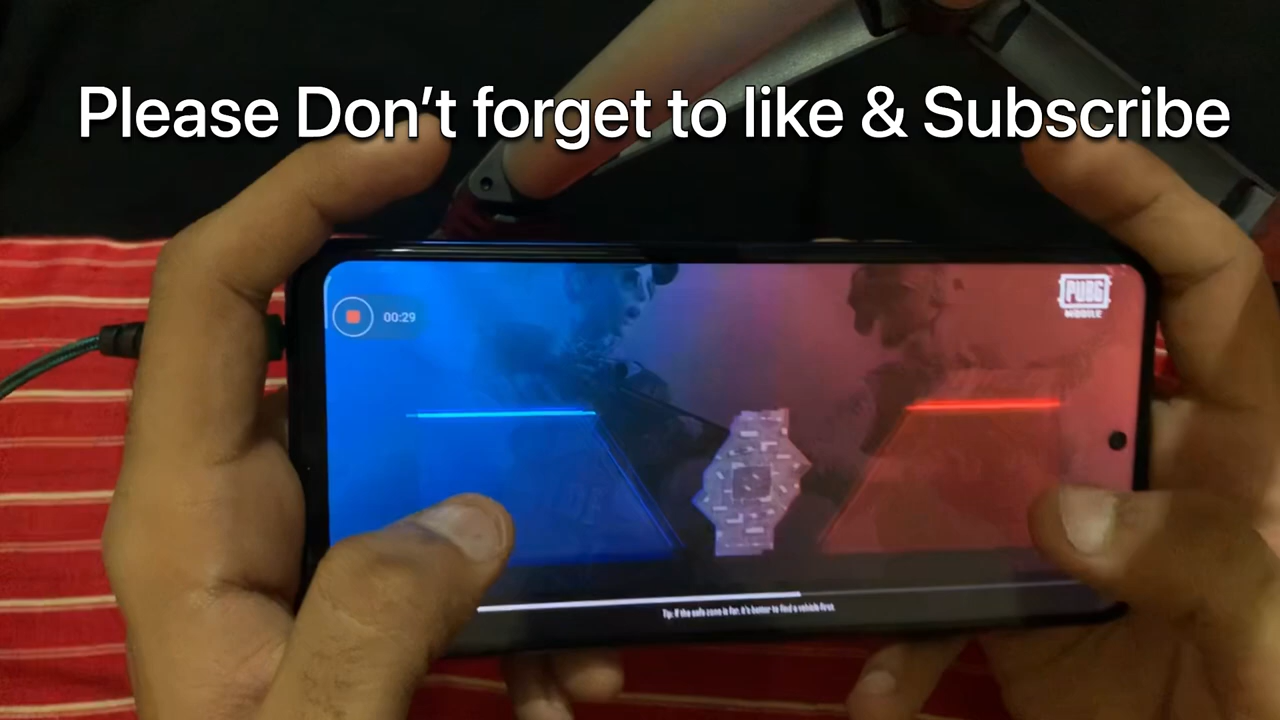 Please Don't forget to like & Subscribe
00:29
PUBG
MOBILE
Tip: If the safe zone is far, it's better to find a vehicle first.